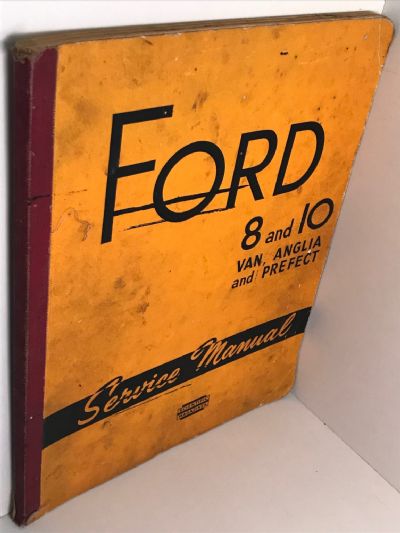 FORD
8 and 10
VAN, ANGLIA
and PREFECT
Service Manual